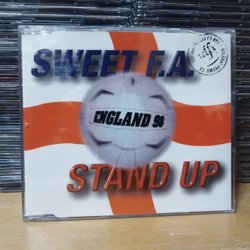 SWEET F.A.
ENGLAND 98
STAND UP